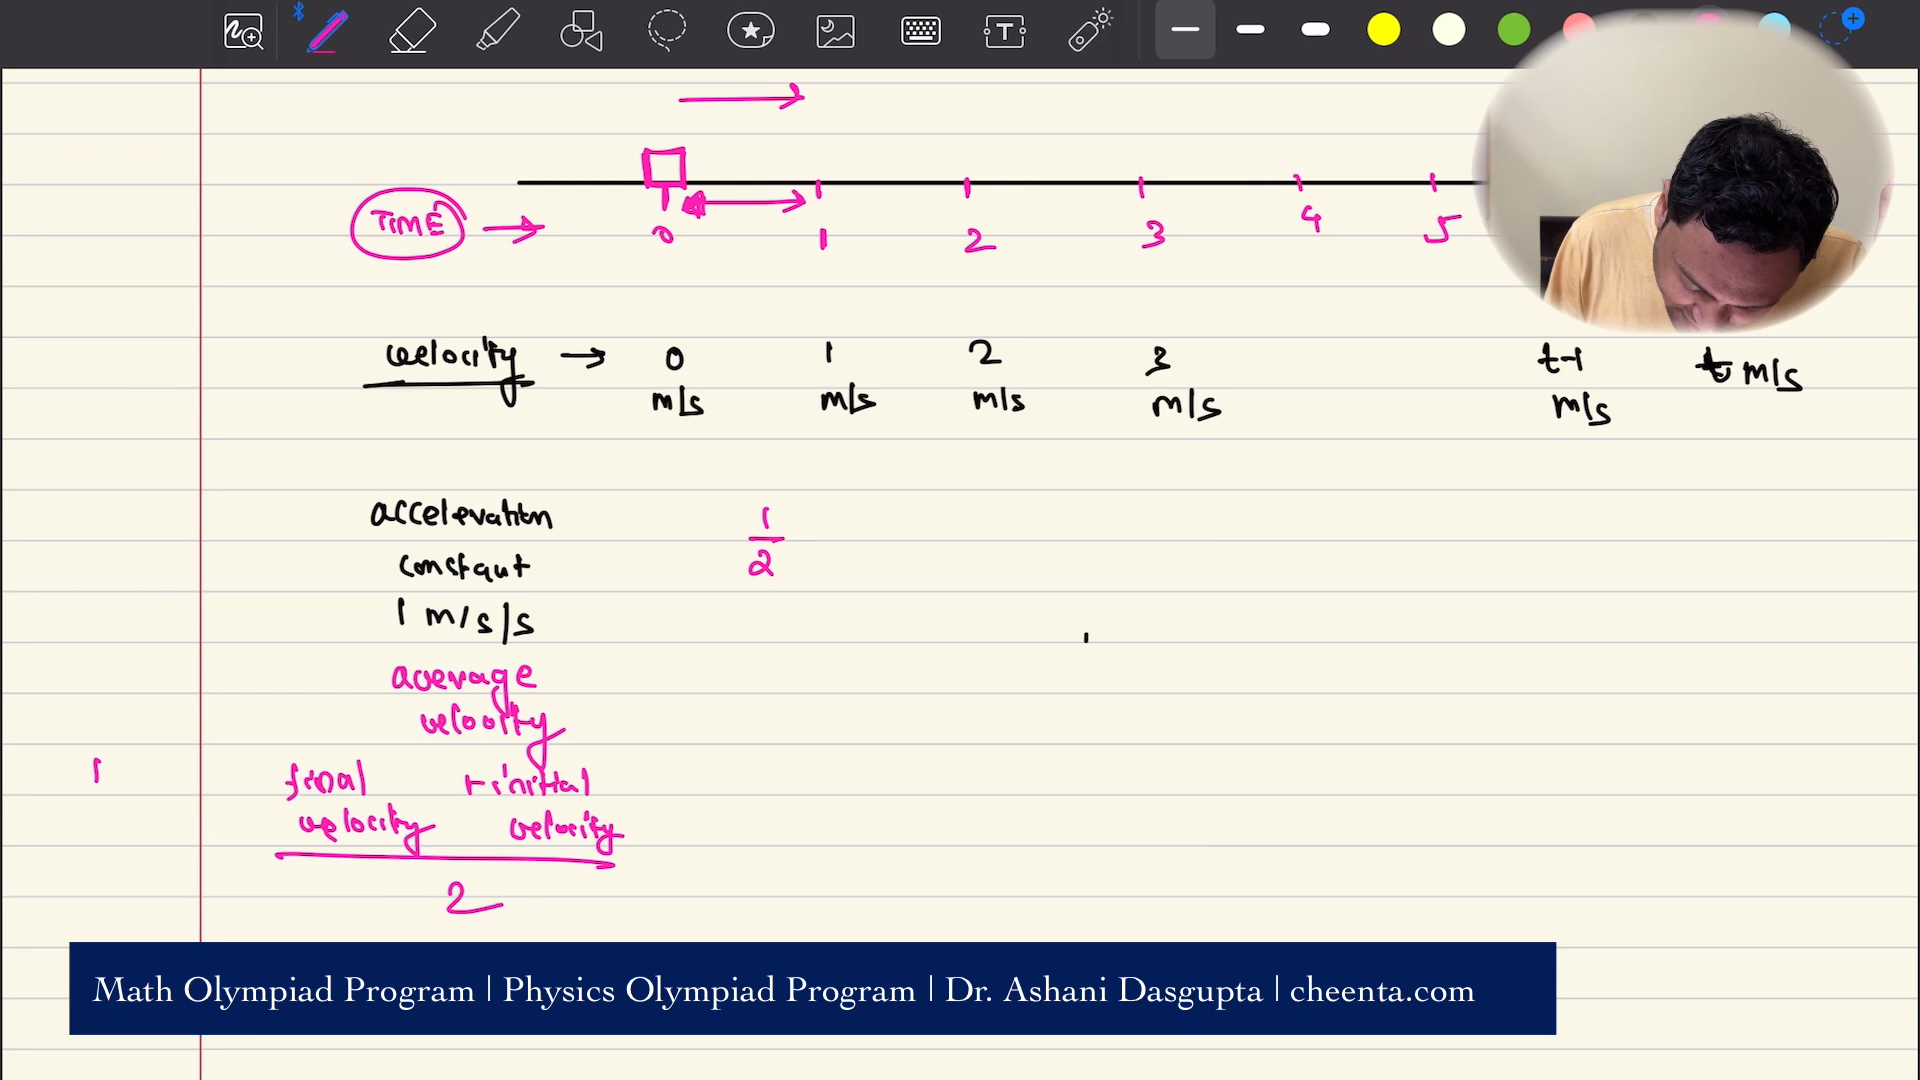 T
TIME →
0 1 2 3 4 5
velocity → 0 1 2 3 t-1 t m/s
m/s m/s m/s m/s m/s
acceleration
constant
1 m/s/s
1
2
average
velocity
1
final + initial
velocity velocity
2
Math Olympiad Program | Physics Olympiad Program | Dr. Ashani Dasgupta | cheenta.com